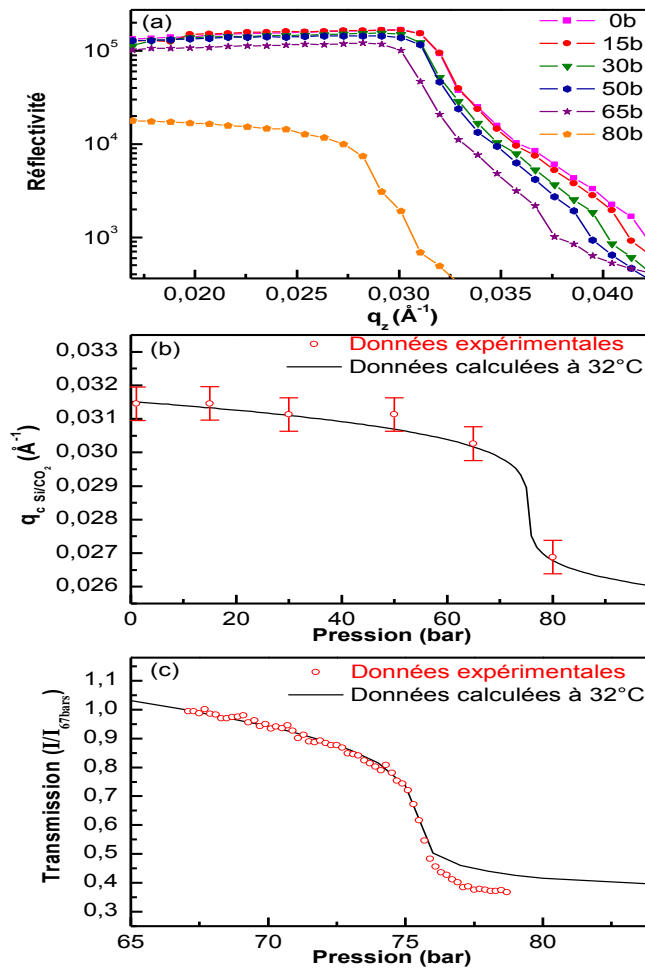 (a)
0b
15b
30b
50b
65b
80b
10⁵
10⁴
10³
Réflectivité
0,020 0,025 0,030 0,035 0,040
q_z (Å⁻¹)
(b)
Données expérimentales
Données calculées à 32°C
0,033
0,032
0,031
0,030
0,029
0,028
0,027
0,026
q_c Si/CO₂ (Å⁻¹)
0 20 40 60 80
Pression (bar)
(c)
Données expérimentales
Données calculées à 32°C
1,1
1,0
0,9
0,8
0,7
0,6
0,5
0,4
0,3
Transmission (I/I_67bars)
65 70 75 80
Pression (bar)